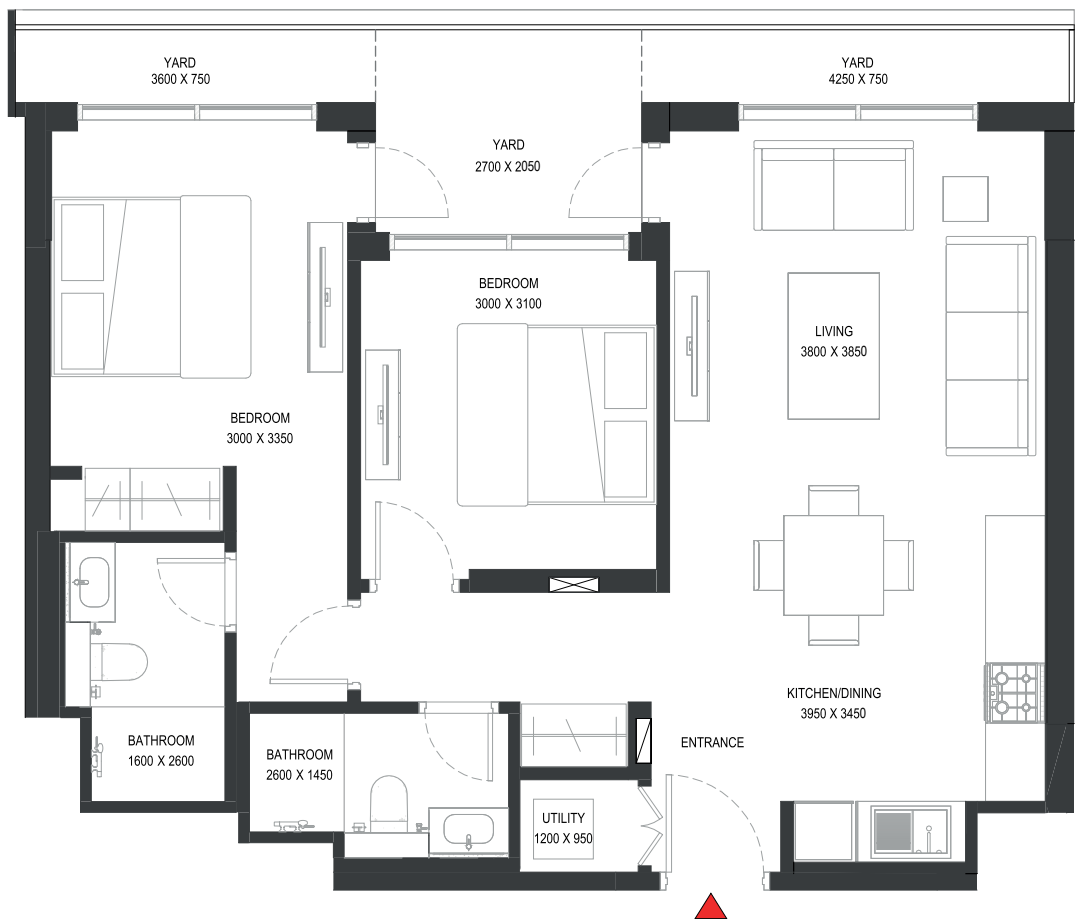 YARD
3600 X 750
YARD
4250 X 750
YARD
2700 X 2050
BEDROOM
3000 X 3100
LIVING
3800 X 3850
BEDROOM
3000 X 3350
KITCHEN/DINING
3950 X 3450
ENTRANCE
BATHROOM
1600 X 2600
BATHROOM
2600 X 1450
UTILITY
1200 X 950